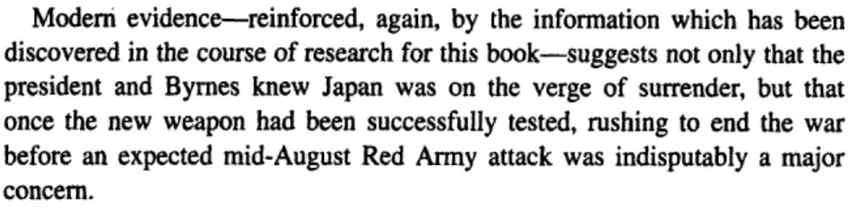 Modern evidence—reinforced, again, by the information which has been
discovered in the course of research for this book—suggests not only that the
president and Byrnes knew Japan was on the verge of surrender, but that
once the new weapon had been successfully tested, rushing to end the war
before an expected mid-August Red Army attack was indisputably a major
concern.